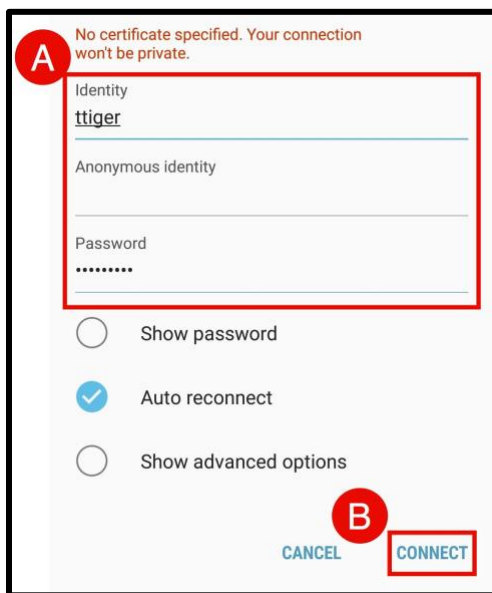 No certificate specified. Your connection
won't be private.
A
Identity
ttiger
Anonymous identity
Password
•••••••••
Show password
Auto reconnect
Show advanced options
B
CANCEL CONNECT